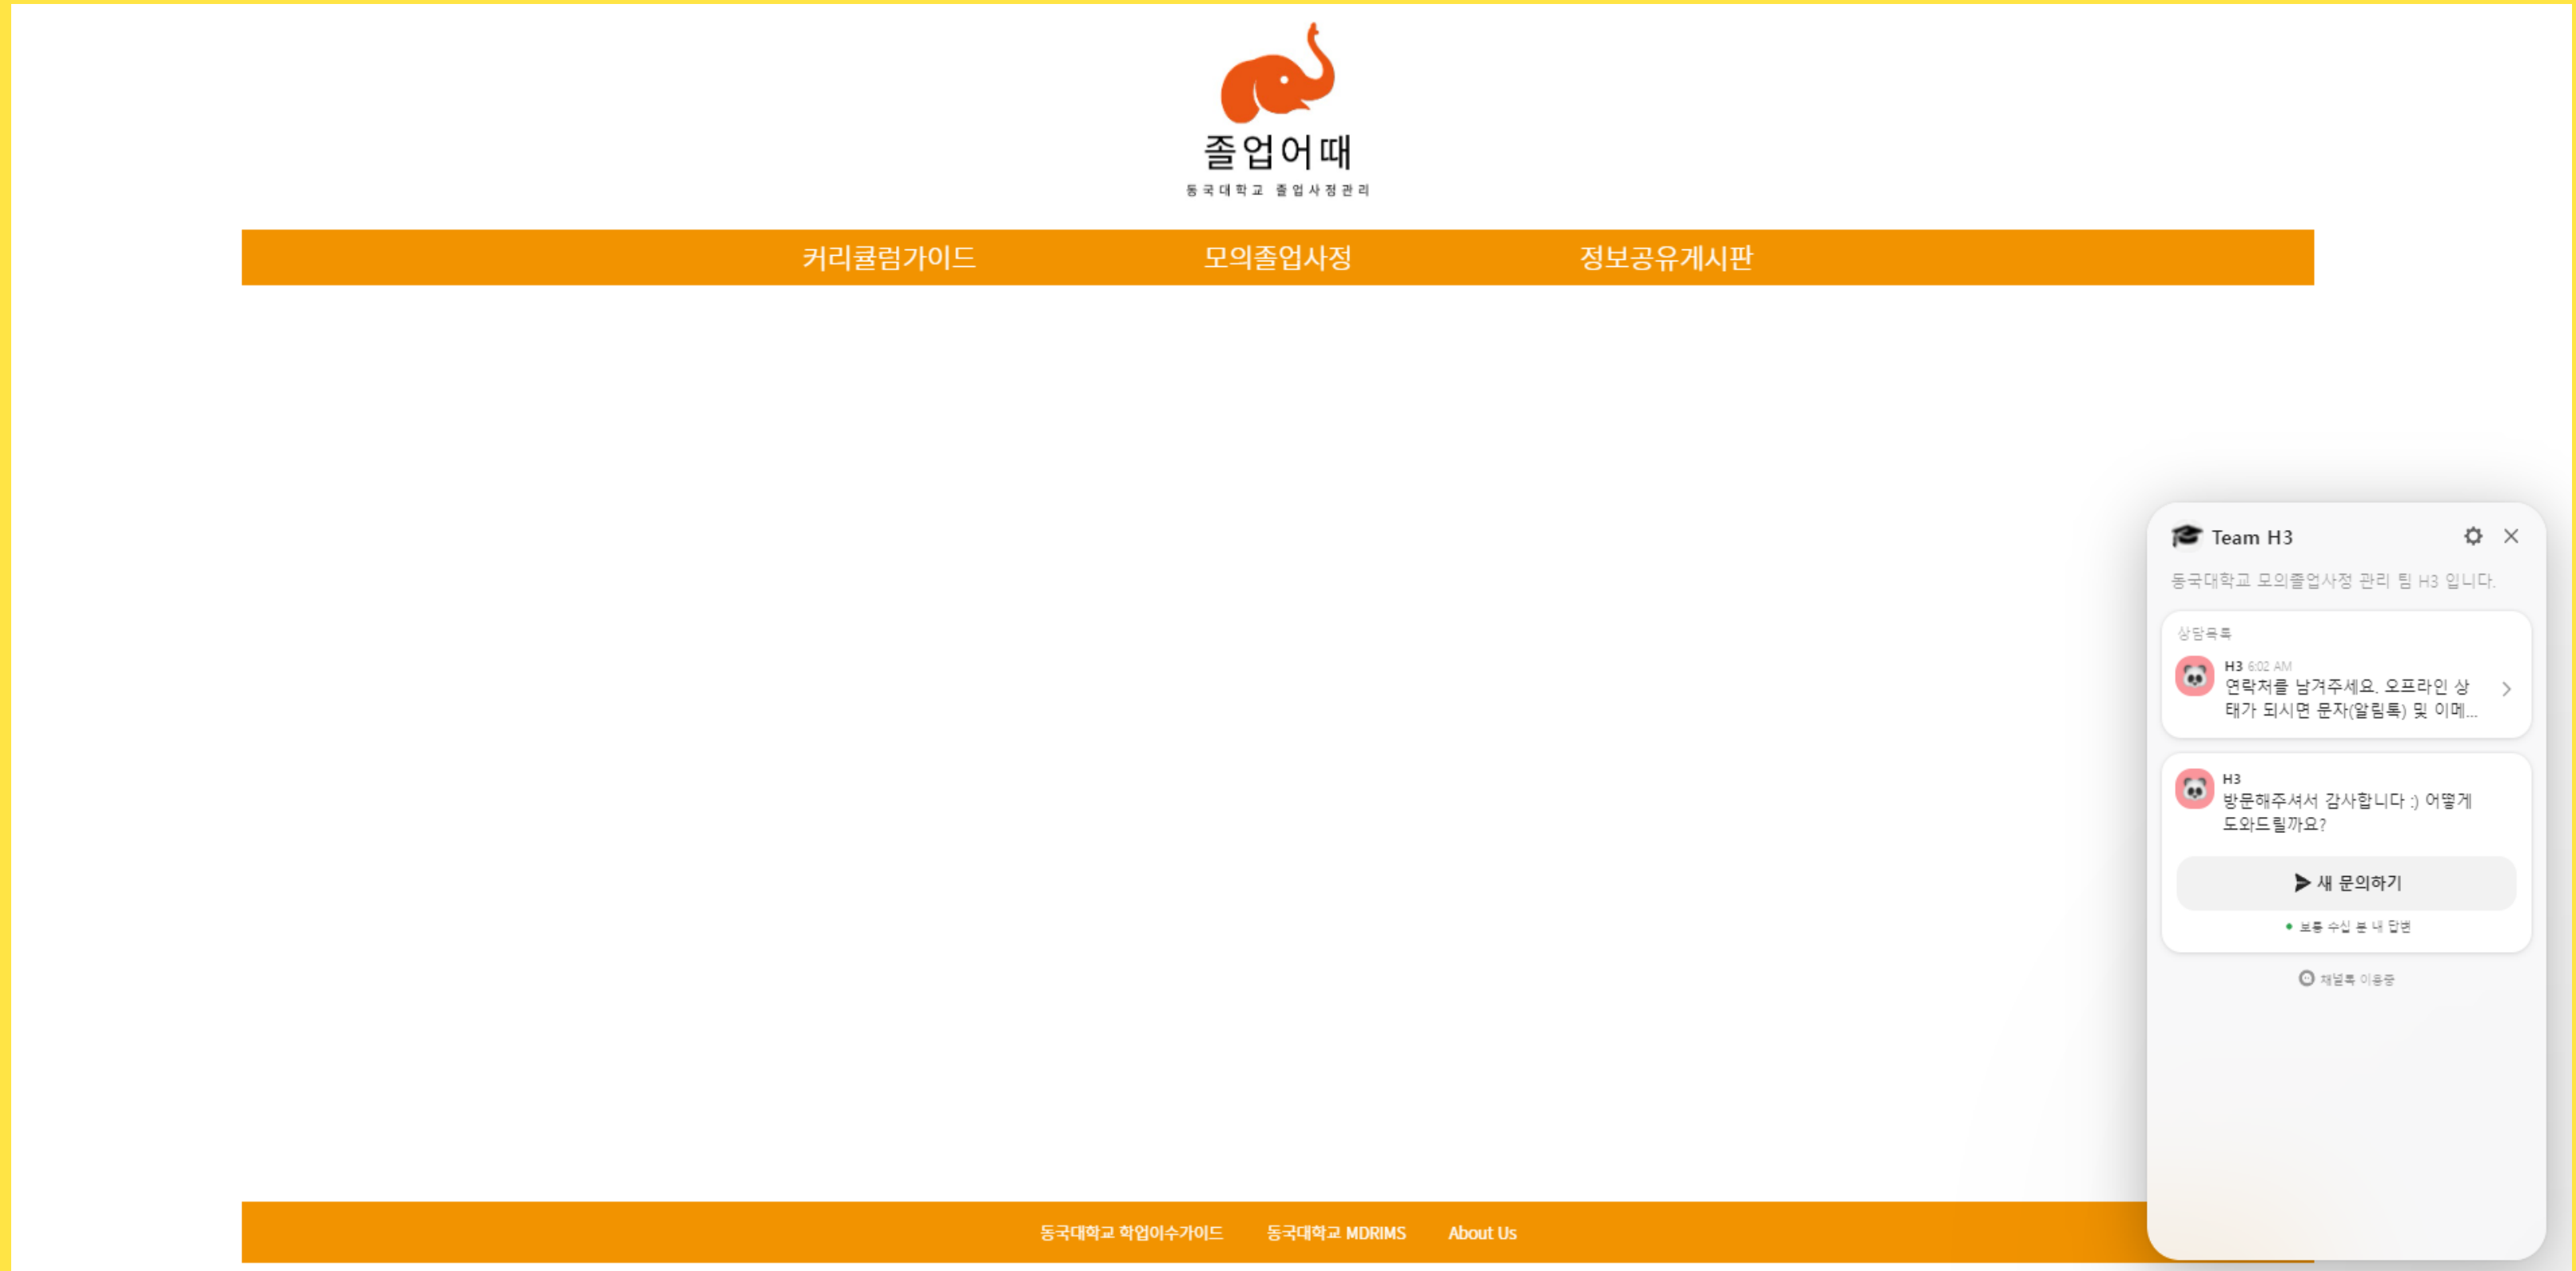 졸업어때
동국대학교 졸업사정관리
커리큘럼가이드 모의졸업사정 정보공유게시판
Team H3
동국대학교 모의졸업사정 관리 팀 H3 입니다.
상담목록
H3 6:02 AM
연락처를 남겨주세요. 오프라인 상
태가 되시면 문자(알림톡) 및 이메...
H3
방문해주셔서 감사합니다 :) 어떻게
도와드릴까요?
새 문의하기
보통 수십 분 내 답변
채널톡 이용중
동국대학교 학업이수가이드 동국대학교 MDRIMS About Us